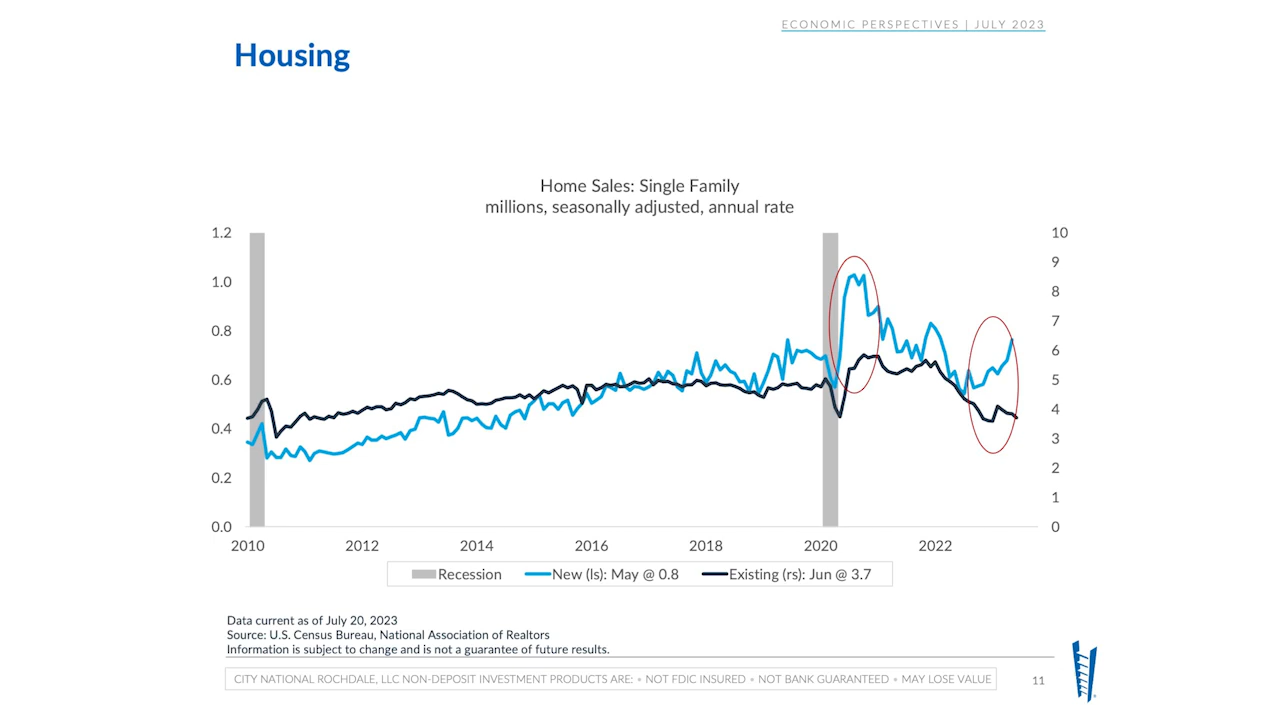 ECONOMIC PERSPECTIVES | JULY 2023
Housing
Home Sales: Single Family
millions, seasonally adjusted, annual rate
1.2
1.0
0.8
0.6
0.4
0.2
0.0
10
9
8
7
6
5
4
3
2
1
0
2010 2012 2014 2016 2018 2020 2022
Recession New (ls): May @ 0.8 Existing (rs): Jun @ 3.7
Data current as of July 20, 2023
Source: U.S. Census Bureau, National Association of Realtors
Information is subject to change and is not a guarantee of future results.
CITY NATIONAL ROCHDALE, LLC NON-DEPOSIT INVESTMENT PRODUCTS ARE: • NOT FDIC INSURED • NOT BANK GUARANTEED • MAY LOSE VALUE
11